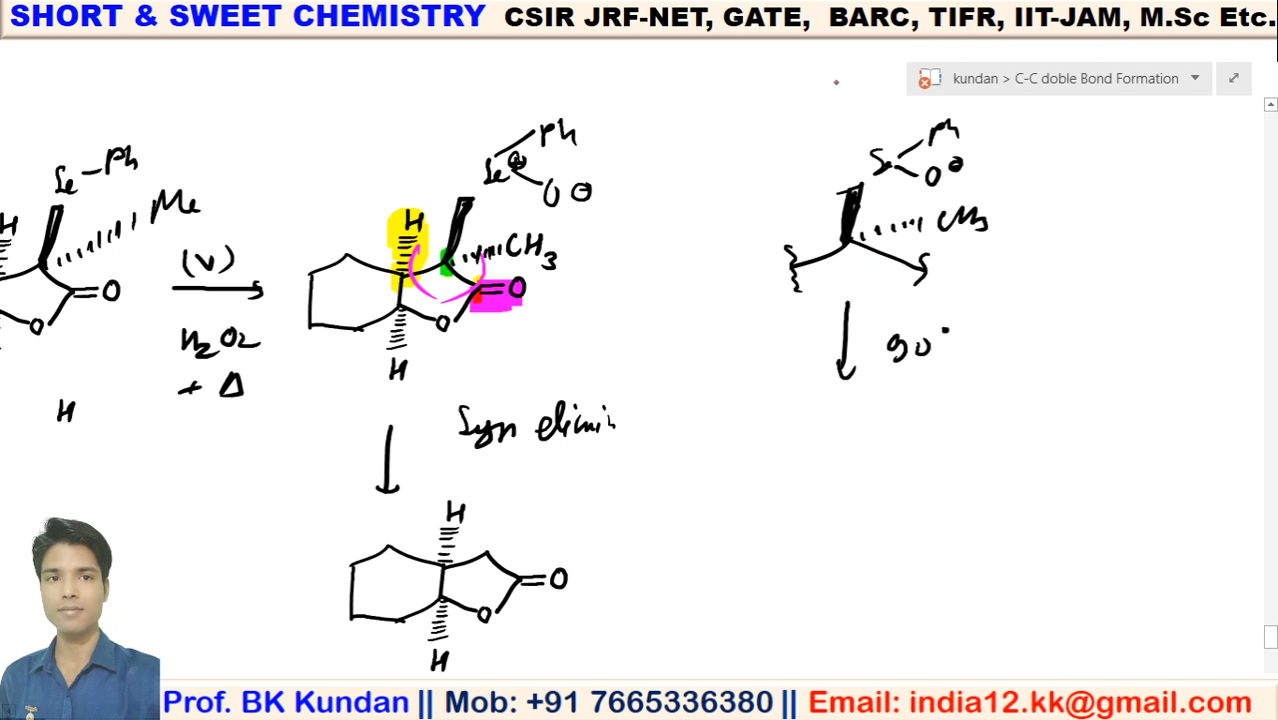 SHORT & SWEET CHEMISTRY CSIR JRF-NET, GATE, BARC, TIFR, IIT-JAM, M.Sc Etc.
kundan > C-C doble Bond Formation
Se-Ph
Me
H
O
O
H
(V)
H2O2
+ Δ
Ph
Se⊕
O⊖
H
CH3
O
O
H
Se
Ph
O⊖
CH3
90°
Syn elimin
H
O
O
H
Prof. BK Kundan || Mob: +91 7665336380 || Email: india12.kk@gmail.com